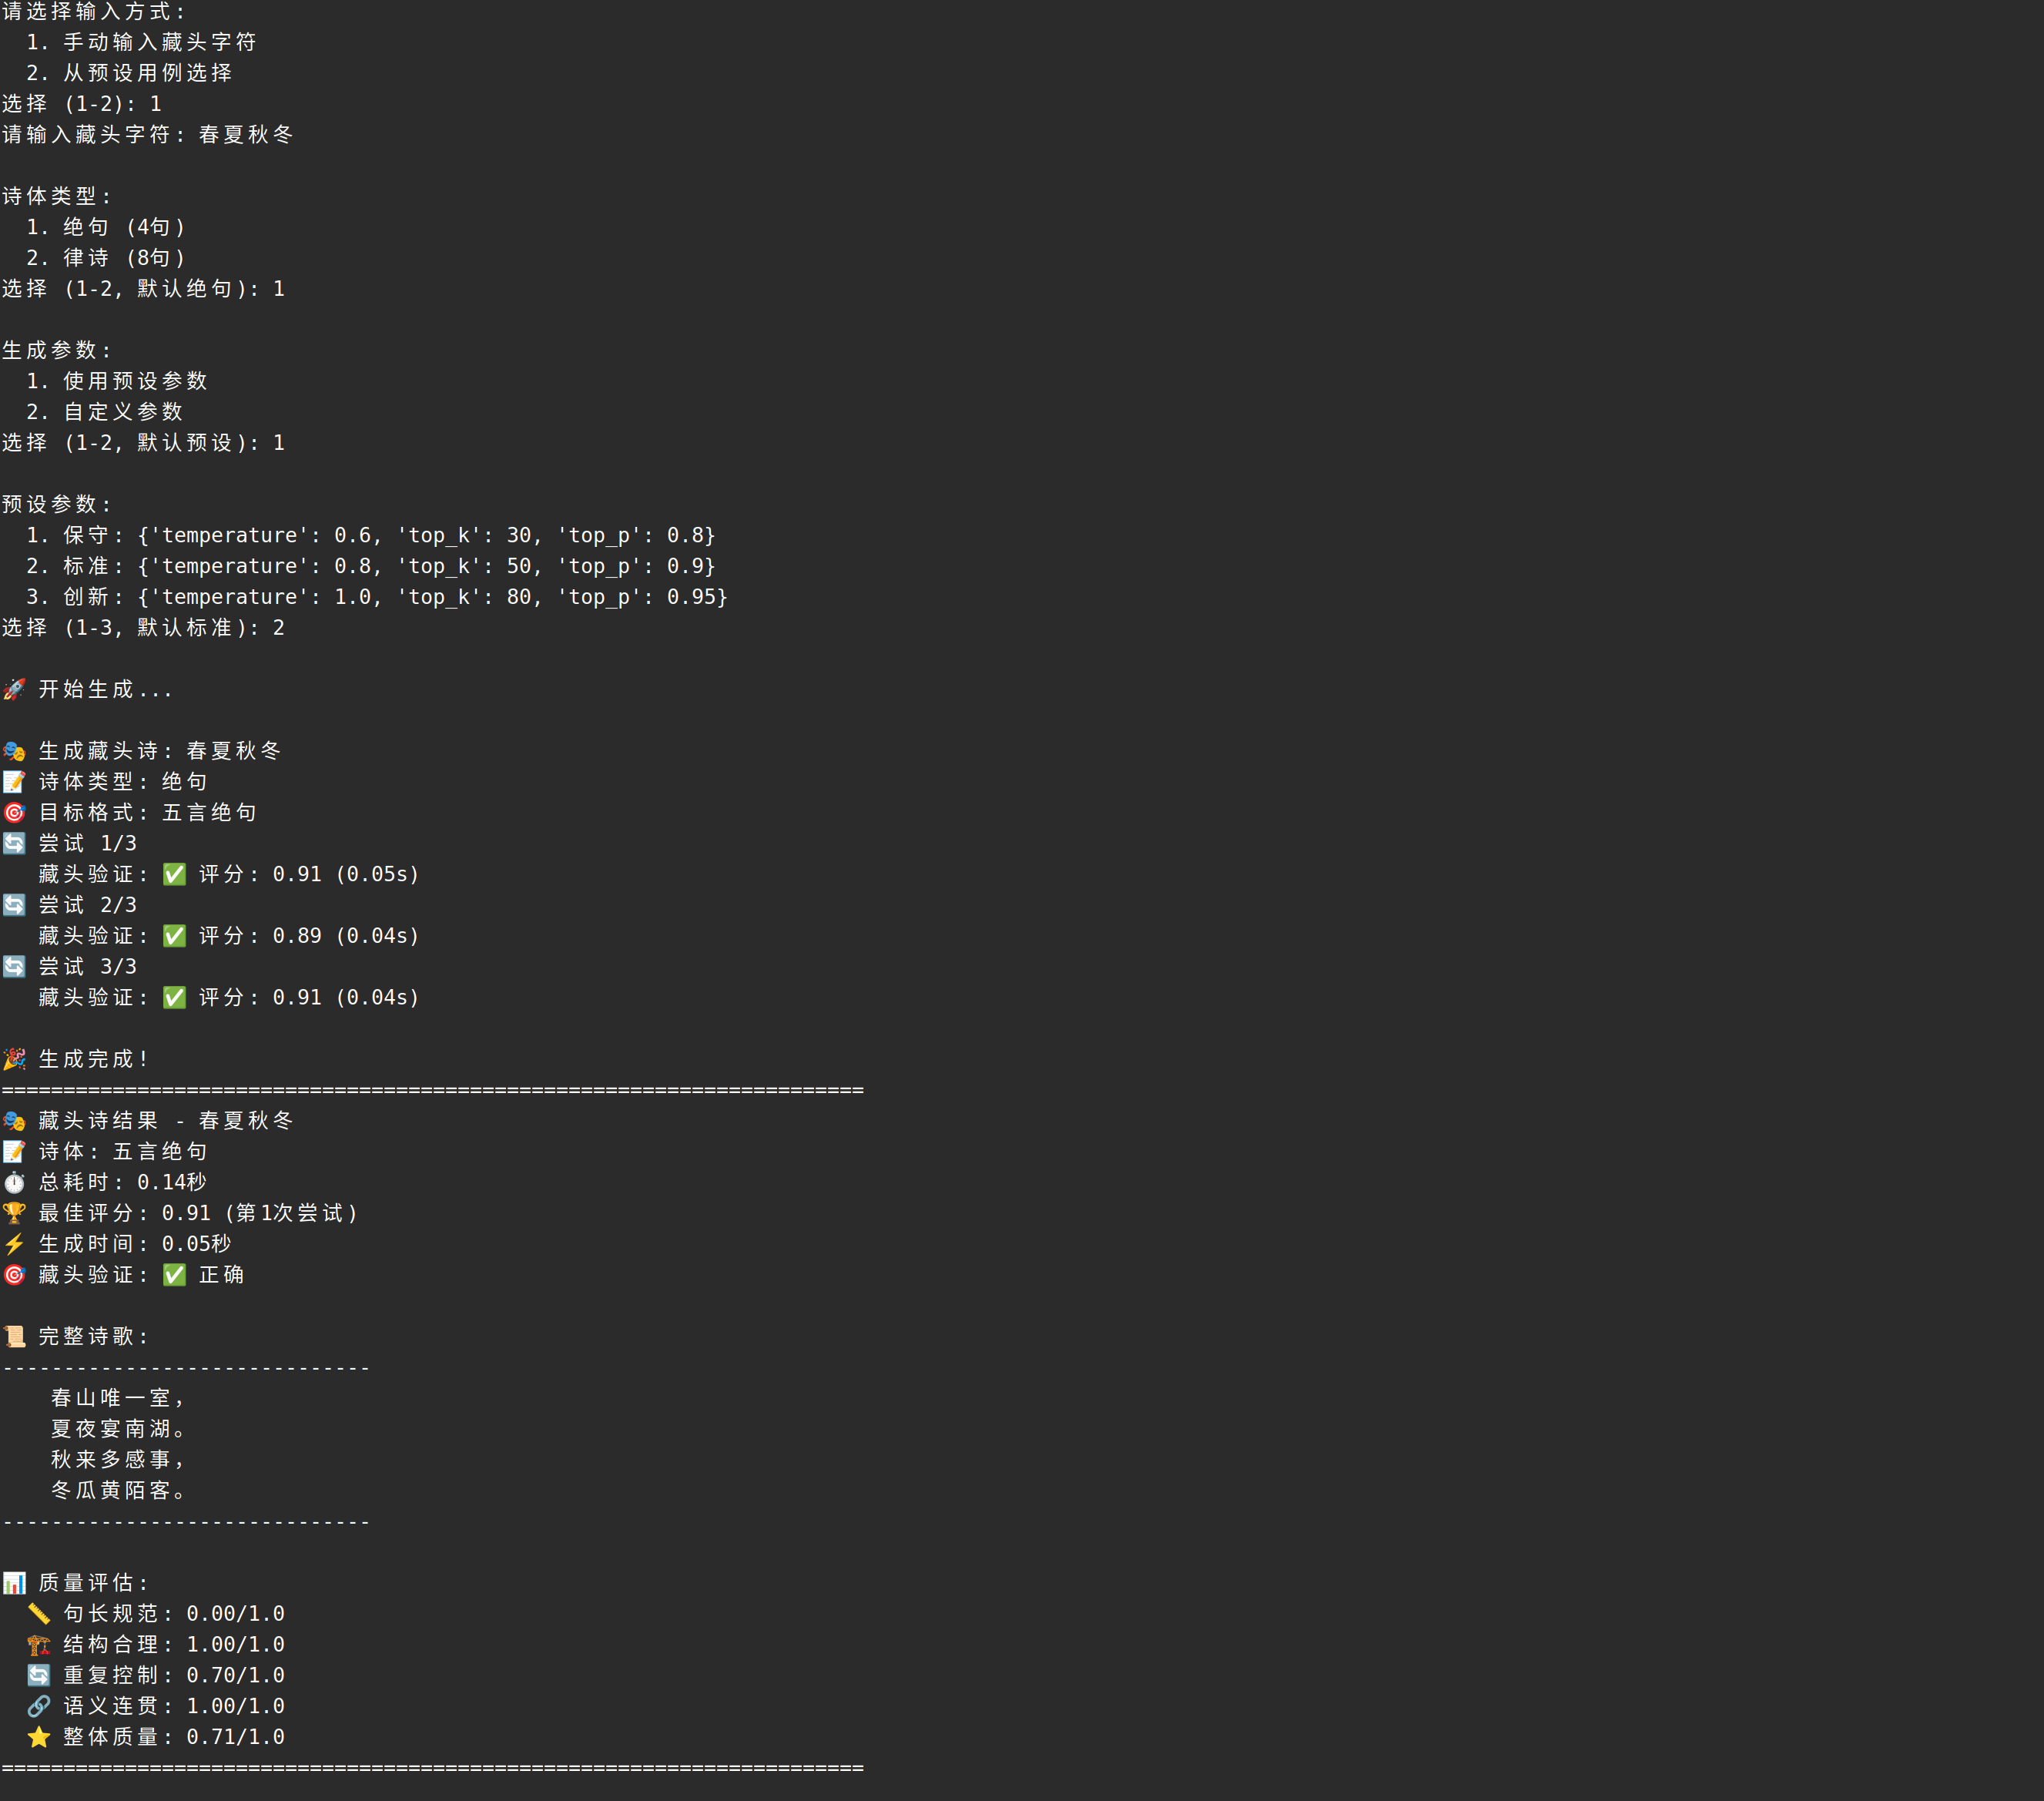 请选择输入方式:
  1. 手动输入藏头字符
  2. 从预设用例选择
选择 (1-2): 1
请输入藏头字符: 春夏秋冬

诗体类型:
  1. 绝句 (4句)
  2. 律诗 (8句)
选择 (1-2, 默认绝句): 1

生成参数:
  1. 使用预设参数
  2. 自定义参数
选择 (1-2, 默认预设): 1

预设参数:
  1. 保守: {'temperature': 0.6, 'top_k': 30, 'top_p': 0.8}
  2. 标准: {'temperature': 0.8, 'top_k': 50, 'top_p': 0.9}
  3. 创新: {'temperature': 1.0, 'top_k': 80, 'top_p': 0.95}
选择 (1-3, 默认标准): 2

🚀 开始生成...

🎭 生成藏头诗: 春夏秋冬
📝 诗体类型: 绝句
🎯 目标格式: 五言绝句
🔄 尝试 1/3
   藏头验证: ✅ 评分: 0.91 (0.05s)
🔄 尝试 2/3
   藏头验证: ✅ 评分: 0.89 (0.04s)
🔄 尝试 3/3
   藏头验证: ✅ 评分: 0.91 (0.04s)

🎉 生成完成!
======================================================================
🎭 藏头诗结果 - 春夏秋冬
📝 诗体: 五言绝句
⏱️ 总耗时: 0.14秒
🏆 最佳评分: 0.91 (第1次尝试)
⚡ 生成时间: 0.05秒
🎯 藏头验证: ✅ 正确

📜 完整诗歌:
------------------------------
    春山唯一室，
    夏夜宴南湖。
    秋来多感事，
    冬瓜黄陌客。
------------------------------

📊 质量评估:
  📏 句长规范: 0.00/1.0
  🏗️ 结构合理: 1.00/1.0
  🔄 重复控制: 0.70/1.0
  🔗 语义连贯: 1.00/1.0
  ⭐ 整体质量: 0.71/1.0
======================================================================